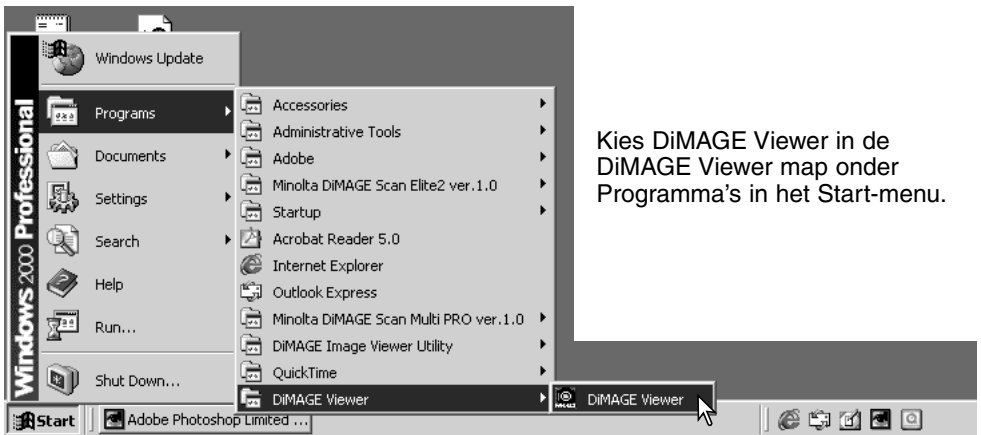 Windows 2000 Professional
Windows Update
Programs
Documents
Settings
Search
Help
Run...
Shut Down...
Accessories
Administrative Tools
Adobe
Minolta DiMAGE Scan Elite2 ver.1.0
Startup
Acrobat Reader 5.0
Internet Explorer
Outlook Express
Minolta DiMAGE Scan Multi PRO ver.1.0
DiMAGE Image Viewer Utility
QuickTime
DiMAGE Viewer
DiMAGE Viewer
Start
Adobe Photoshop Limited ...
Kies DiMAGE Viewer in de
DiMAGE Viewer map onder
Programma's in het Start-menu.